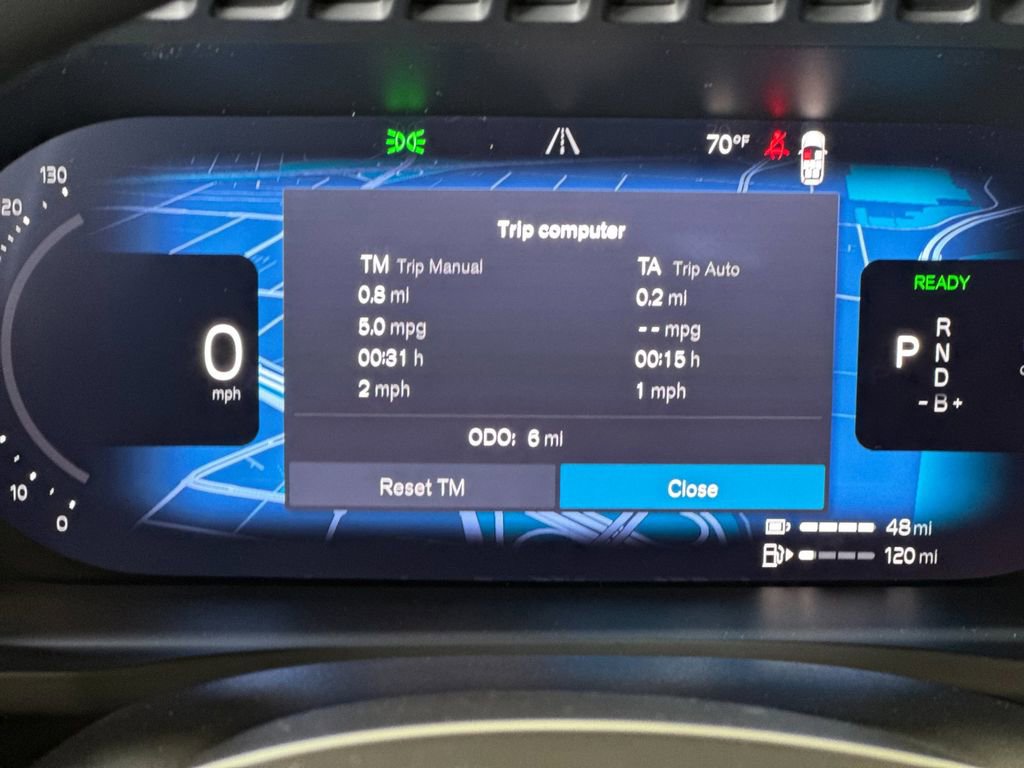 70°F
130
20
Trip computer
TM Trip Manual
TA Trip Auto
0.8 mi
0.2 mi
5.0 mpg
-- mpg
00:31 h
00:15 h
2 mph
1 mph
ODO: 6 mi
Reset TM
Close
0
mph
READY
P
R
N
D
- B +
10
0
48 mi
120 mi